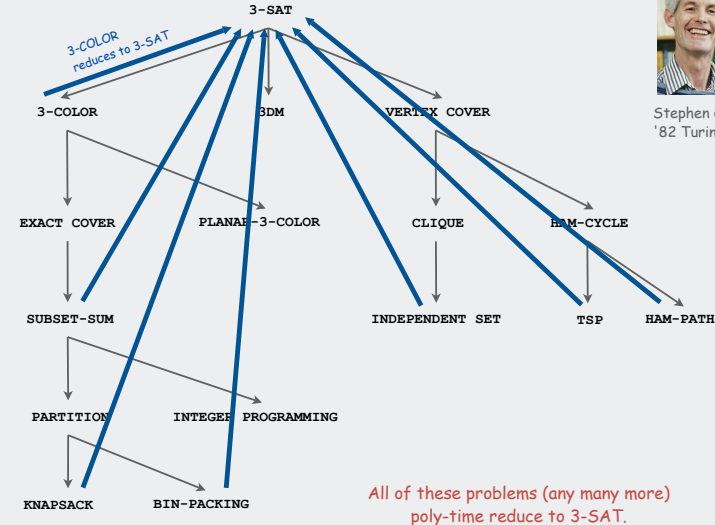 3-SAT
3-COLOR
reduces to 3-SAT
3-COLOR
3DM
VERTEX COVER
Stephen
'82 Turin
EXACT COVER
PLANAR-3-COLOR
CLIQUE
HAM-CYCLE
SUBSET-SUM
INDEPENDENT SET
TSP
HAM-PATH
PARTITION
INTEGER PROGRAMMING
KNAPSACK
BIN-PACKING
All of these problems (any many more)
poly-time reduce to 3-SAT.